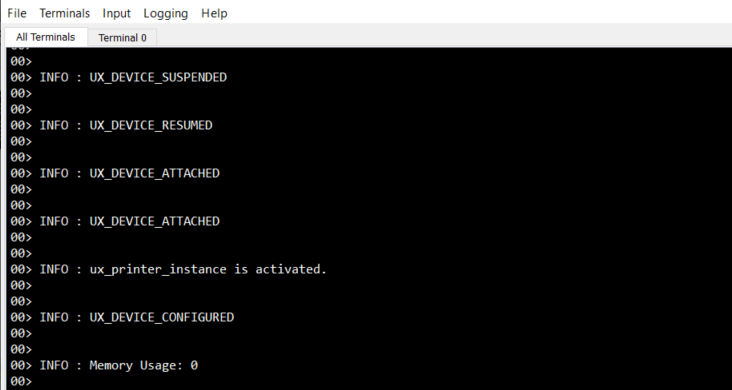 File Terminals Input Logging Help
All Terminals Terminal 0
00>
00>
00> INFO : UX_DEVICE_SUSPENDED
00>
00>
00> INFO : UX_DEVICE_RESUMED
00>
00>
00> INFO : UX_DEVICE_ATTACHED
00>
00>
00> INFO : UX_DEVICE_ATTACHED
00>
00>
00> INFO : ux_printer_instance is activated.
00>
00>
00> INFO : UX_DEVICE_CONFIGURED
00>
00>
00> INFO : Memory Usage: 0
00>